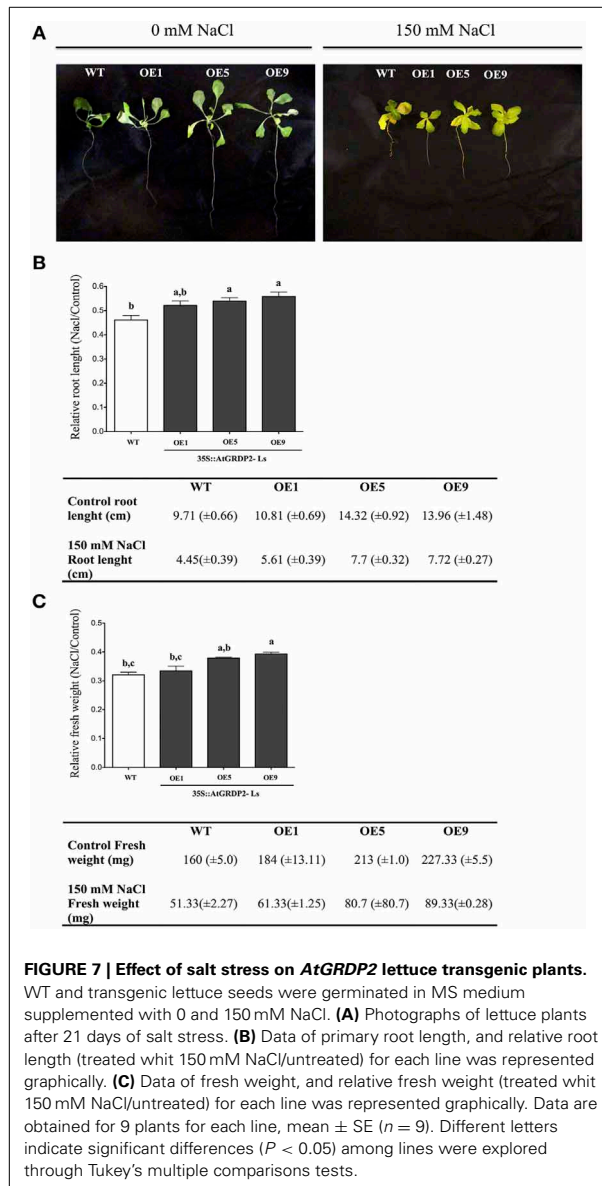 A
0 mM NaCl
150 mM NaCl
WT OE1 OE5 OE9
WT OE1 OE5 OE9
B
Relative root lenght (Nacl/Control)
0.6
0.5
0.4
0.3
0.2
0.1
0.0
b a,b a a
WT OE1 OE5 OE9
35S::AtGRDP2- Ls
WT OE1 OE5 OE9
Control root
lenght (cm) 9.71 (±0.66) 10.81 (±0.69) 14.32 (±0.92) 13.96 (±1.48)
150 mM NaCl
Root lenght 4.45(±0.39) 5.61 (±0.39) 7.7 (±0.32) 7.72 (±0.27)
(cm)
C
Relative fresh weight (NaCl/Control)
0.5
0.4
0.3
0.2
0.1
0.0
b,c b,c a,b a
WT OE1 OE5 OE9
35S::AtGRDP2- Ls
WT OE1 OE5 OE9
Control Fresh
weight (mg) 160 (±5.0) 184 (±13.11) 213 (±1.0) 227.33 (±5.5)
150 mM NaCl
Fresh weight 51.33(±2.27) 61.33(±1.25) 80.7 (±80.7) 89.33(±0.28)
(mg)
FIGURE 7 | Effect of salt stress on AtGRDP2 lettuce transgenic plants.
WT and transgenic lettuce seeds were germinated in MS medium
supplemented with 0 and 150 mM NaCl. (A) Photographs of lettuce plants
after 21 days of salt stress. (B) Data of primary root length, and relative root
length (treated whit 150 mM NaCl/untreated) for each line was represented
graphically. (C) Data of fresh weight, and relative fresh weight (treated whit
150 mM NaCl/untreated) for each line was represented graphically. Data are
obtained for 9 plants for each line, mean ± SE (n = 9). Different letters
indicate significant differences (P < 0.05) among lines were explored
through Tukey's multiple comparisons tests.